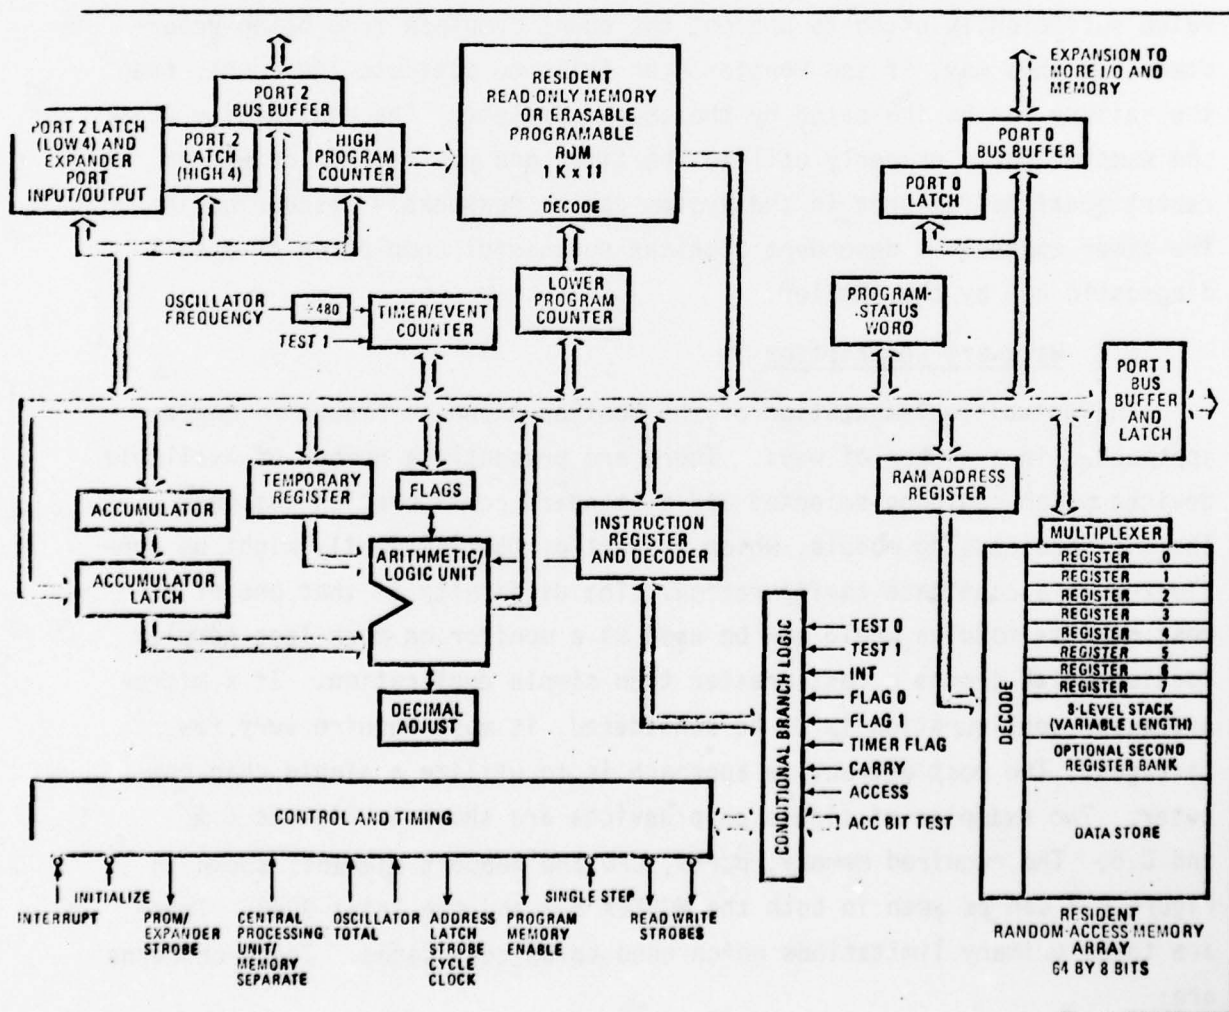 PORT 2
BUS BUFFER
PORT 2 LATCH
(LOW 4) AND
EXPANDER
PORT
INPUT/OUTPUT
PORT 2
LATCH
(HIGH 4)
HIGH
PROGRAM
COUNTER
RESIDENT
READ-ONLY MEMORY
OR ERASABLE
PROGRAMABLE
ROM
1 K x 11
DECODE
EXPANSION TO
MORE I/O AND
MEMORY
PORT 0
BUS BUFFER
PORT 0
LATCH
OSCILLATOR
FREQUENCY
÷480
TEST 1
TIMER/EVENT
COUNTER
LOWER
PROGRAM
COUNTER
PROGRAM-
STATUS
WORD
PORT 1
BUS
BUFFER
AND
LATCH
ACCUMULATOR
TEMPORARY
REGISTER
FLAGS
INSTRUCTION
REGISTER
AND DECODER
RAM ADDRESS
REGISTER
ACCUMULATOR
LATCH
ARITHMETIC/
LOGIC UNIT
DECIMAL
ADJUST
MULTIPLEXER
REGISTER 0
REGISTER 1
REGISTER 2
REGISTER 3
REGISTER 4
REGISTER 5
REGISTER 6
REGISTER 7
8-LEVEL STACK
(VARIABLE LENGTH)
OPTIONAL SECOND
REGISTER BANK
DATA STORE
DECODE
RESIDENT
RANDOM-ACCESS-MEMORY
ARRAY
64 BY 8 BITS
CONDITIONAL BRANCH LOGIC
TEST 0
TEST 1
INT
FLAG 0
FLAG 1
TIMER FLAG
CARRY
ACCESS
ACC BIT TEST
CONTROL AND TIMING
INTERRUPT
INITIALIZE
PROM/
EXPANDER
STROBE
CENTRAL
PROCESSING
UNIT/
MEMORY
SEPARATE
OSCILLATOR
TOTAL
ADDRESS
LATCH
STROBE
CYCLE
CLOCK
PROGRAM
MEMORY
ENABLE
SINGLE STEP
READ WRITE
STROBES